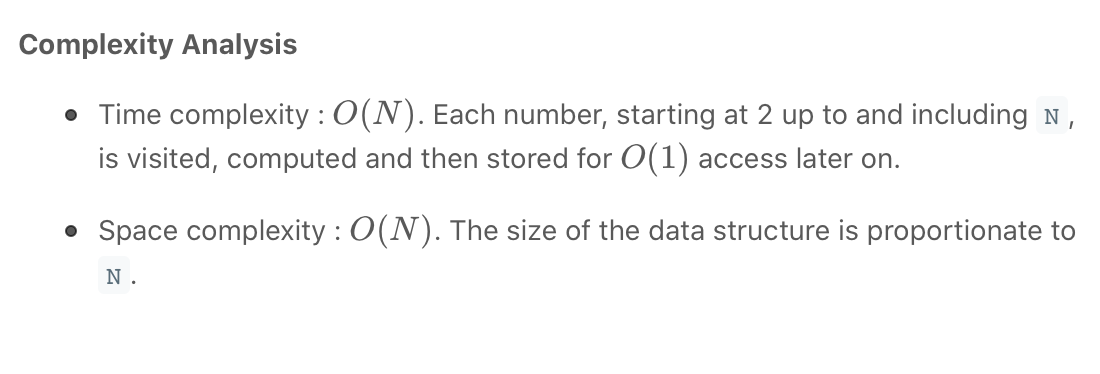 Complexity Analysis
• Time complexity : O(N). Each number, starting at 2 up to and including N,
is visited, computed and then stored for O(1) access later on.
• Space complexity : O(N). The size of the data structure is proportionate to
N.